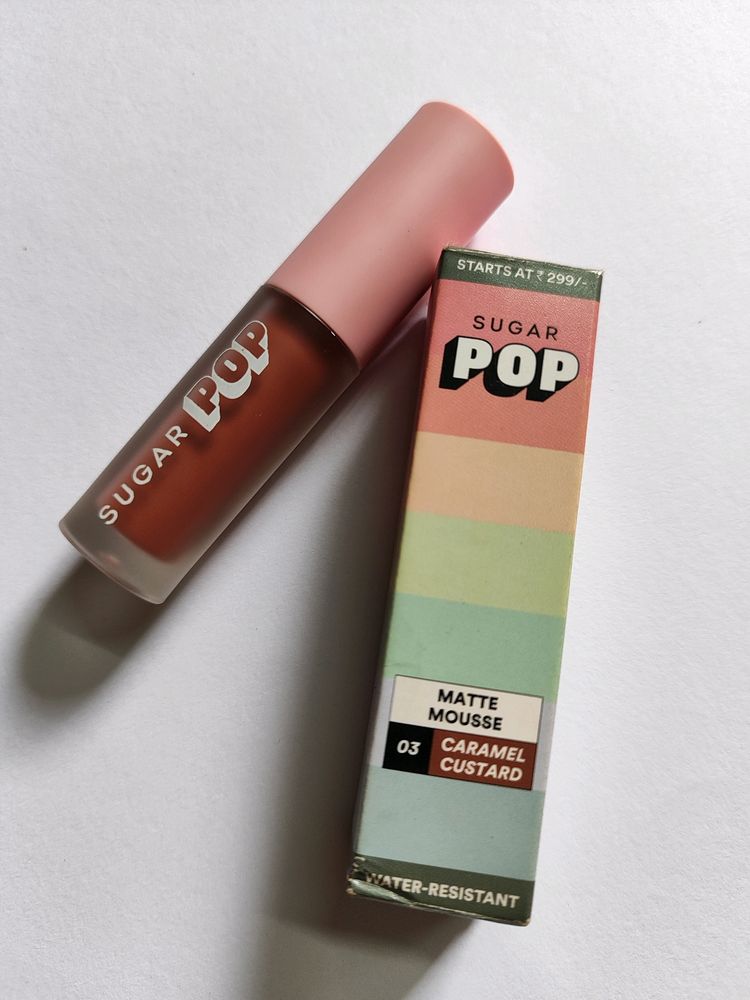 SUGAR POP
STARTS AT ₹ 299/-
SUGAR
POP
MATTE
MOUSSE
03 CARAMEL
CUSTARD
WATER-RESISTANT